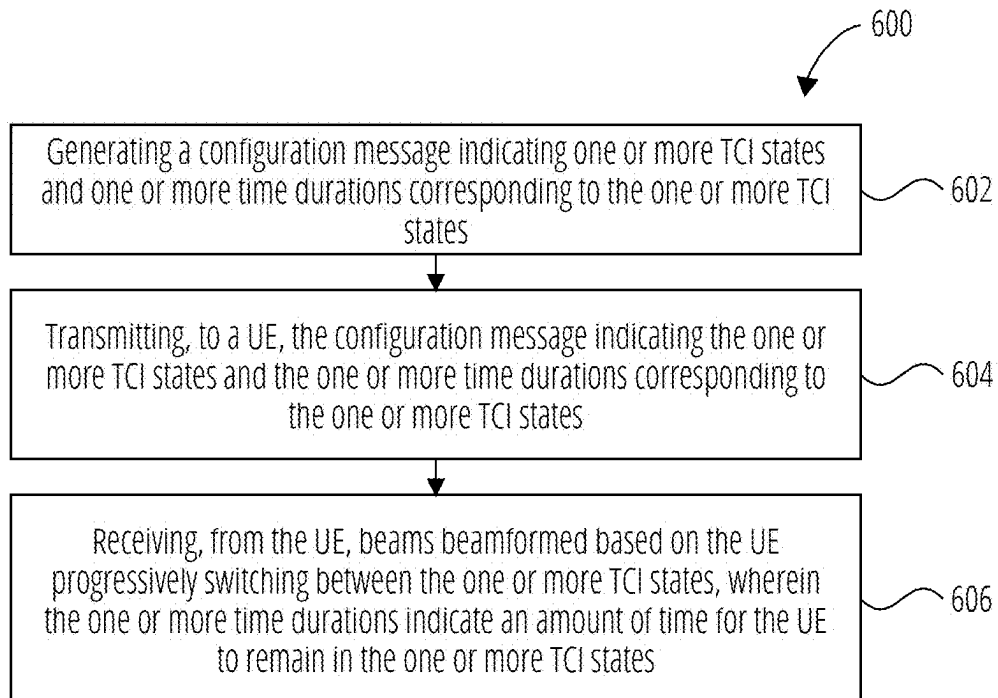 600
Generating a configuration message indicating one or more TCI states
and one or more time durations corresponding to the one or more TCI
states
602
Transmitting, to a UE, the configuration message indicating the one or
more TCI states and the one or more time durations corresponding to
the one or more TCI states
604
Receiving, from the UE, beams beamformed based on the UE
progressively switching between the one or more TCI states, wherein
the one or more time durations indicate an amount of time for the UE
to remain in the one or more TCI states
606